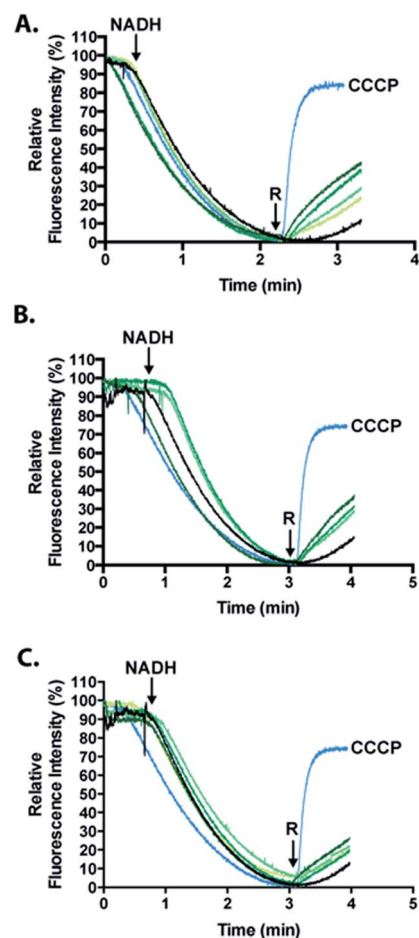 A.
NADH
Relative
Fluorescence Intensity (%)
110
100
90
80
70
60
50
40
30
20
10
0
CCCP
R
0 1 2 3 4
Time (min)
B.
NADH
Relative
Fluorescence Intensity (%)
110
100
90
80
70
60
50
40
30
20
10
0
CCCP
R
0 1 2 3 4 5
Time (min)
C.
NADH
Relative
Fluorescence Intensity (%)
110
100
90
80
70
60
50
40
30
20
10
0
CCCP
R
0 1 2 3 4 5
Time (min)